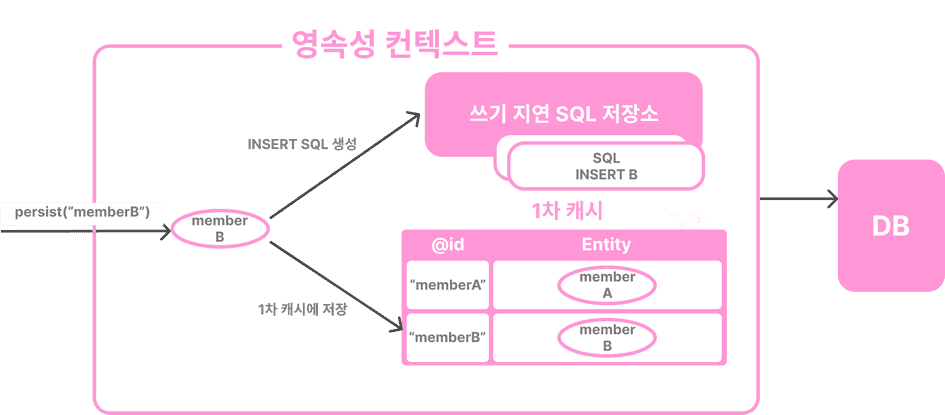 영속성 컨텍스트
쓰기 지연 SQL 저장소
INSERT SQL 생성
SQL
INSERT B
persist(“memberB”)
member
B
1차 캐시
@id
Entity
“memberA”
member
A
1차 캐시에 저장
“memberB”
member
B
DB